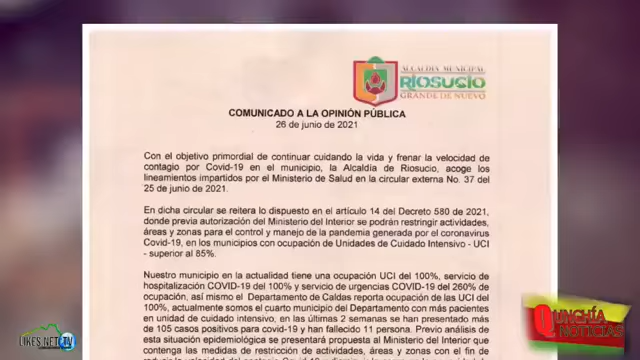 ALCALDÍA MUNICIPAL
RIOSUCIO
GRANDE DE NUEVO
COMUNICADO A LA OPINIÓN PÚBLICA
26 de junio de 2021
Con el objetivo primordial de continuar cuidando la vida y frenar la velocidad de
contagio por Covid-19 en el municipio, la Alcaldía de Riosucio, acoge los
lineamientos impartidos por el Ministerio de Salud en la circular externa No. 37 del
25 de junio de 2021.
En dicha circular se reitera lo dispuesto en el artículo 14 del Decreto 580 de 2021,
donde previa autorización del Ministerio del Interior se podrán restringir actividades,
áreas y zonas para el control y manejo de la pandemia generada por el coronavirus
Covid-19, en los municipios con ocupación de Unidades de Cuidado Intensivo - UCI
- superior al 85%.
Nuestro municipio en la actualidad tiene una ocupación UCI del 100%, servicio de
hospitalización COVID-19 del 100% y servicio de urgencias COVID-19 del 260% de
ocupación, así mismo el Departamento de Caldas reporta ocupación de las UCI del
100%, actualmente somos el cuarto municipio del Departamento con más pacientes
en unidad de cuidado intensivo, en las últimas 2 semanas se han presentado más
de 105 casos positivos para covid-19 y han fallecido 11 persona. Previo análisis de
esta situación epidemiológica se presentará propuesta al Ministerio del Interior que
contenga las medidas de restricción de actividades, áreas y zonas con el fin de
QUINCHÍA
NOTICIAS
LIKES NET TV